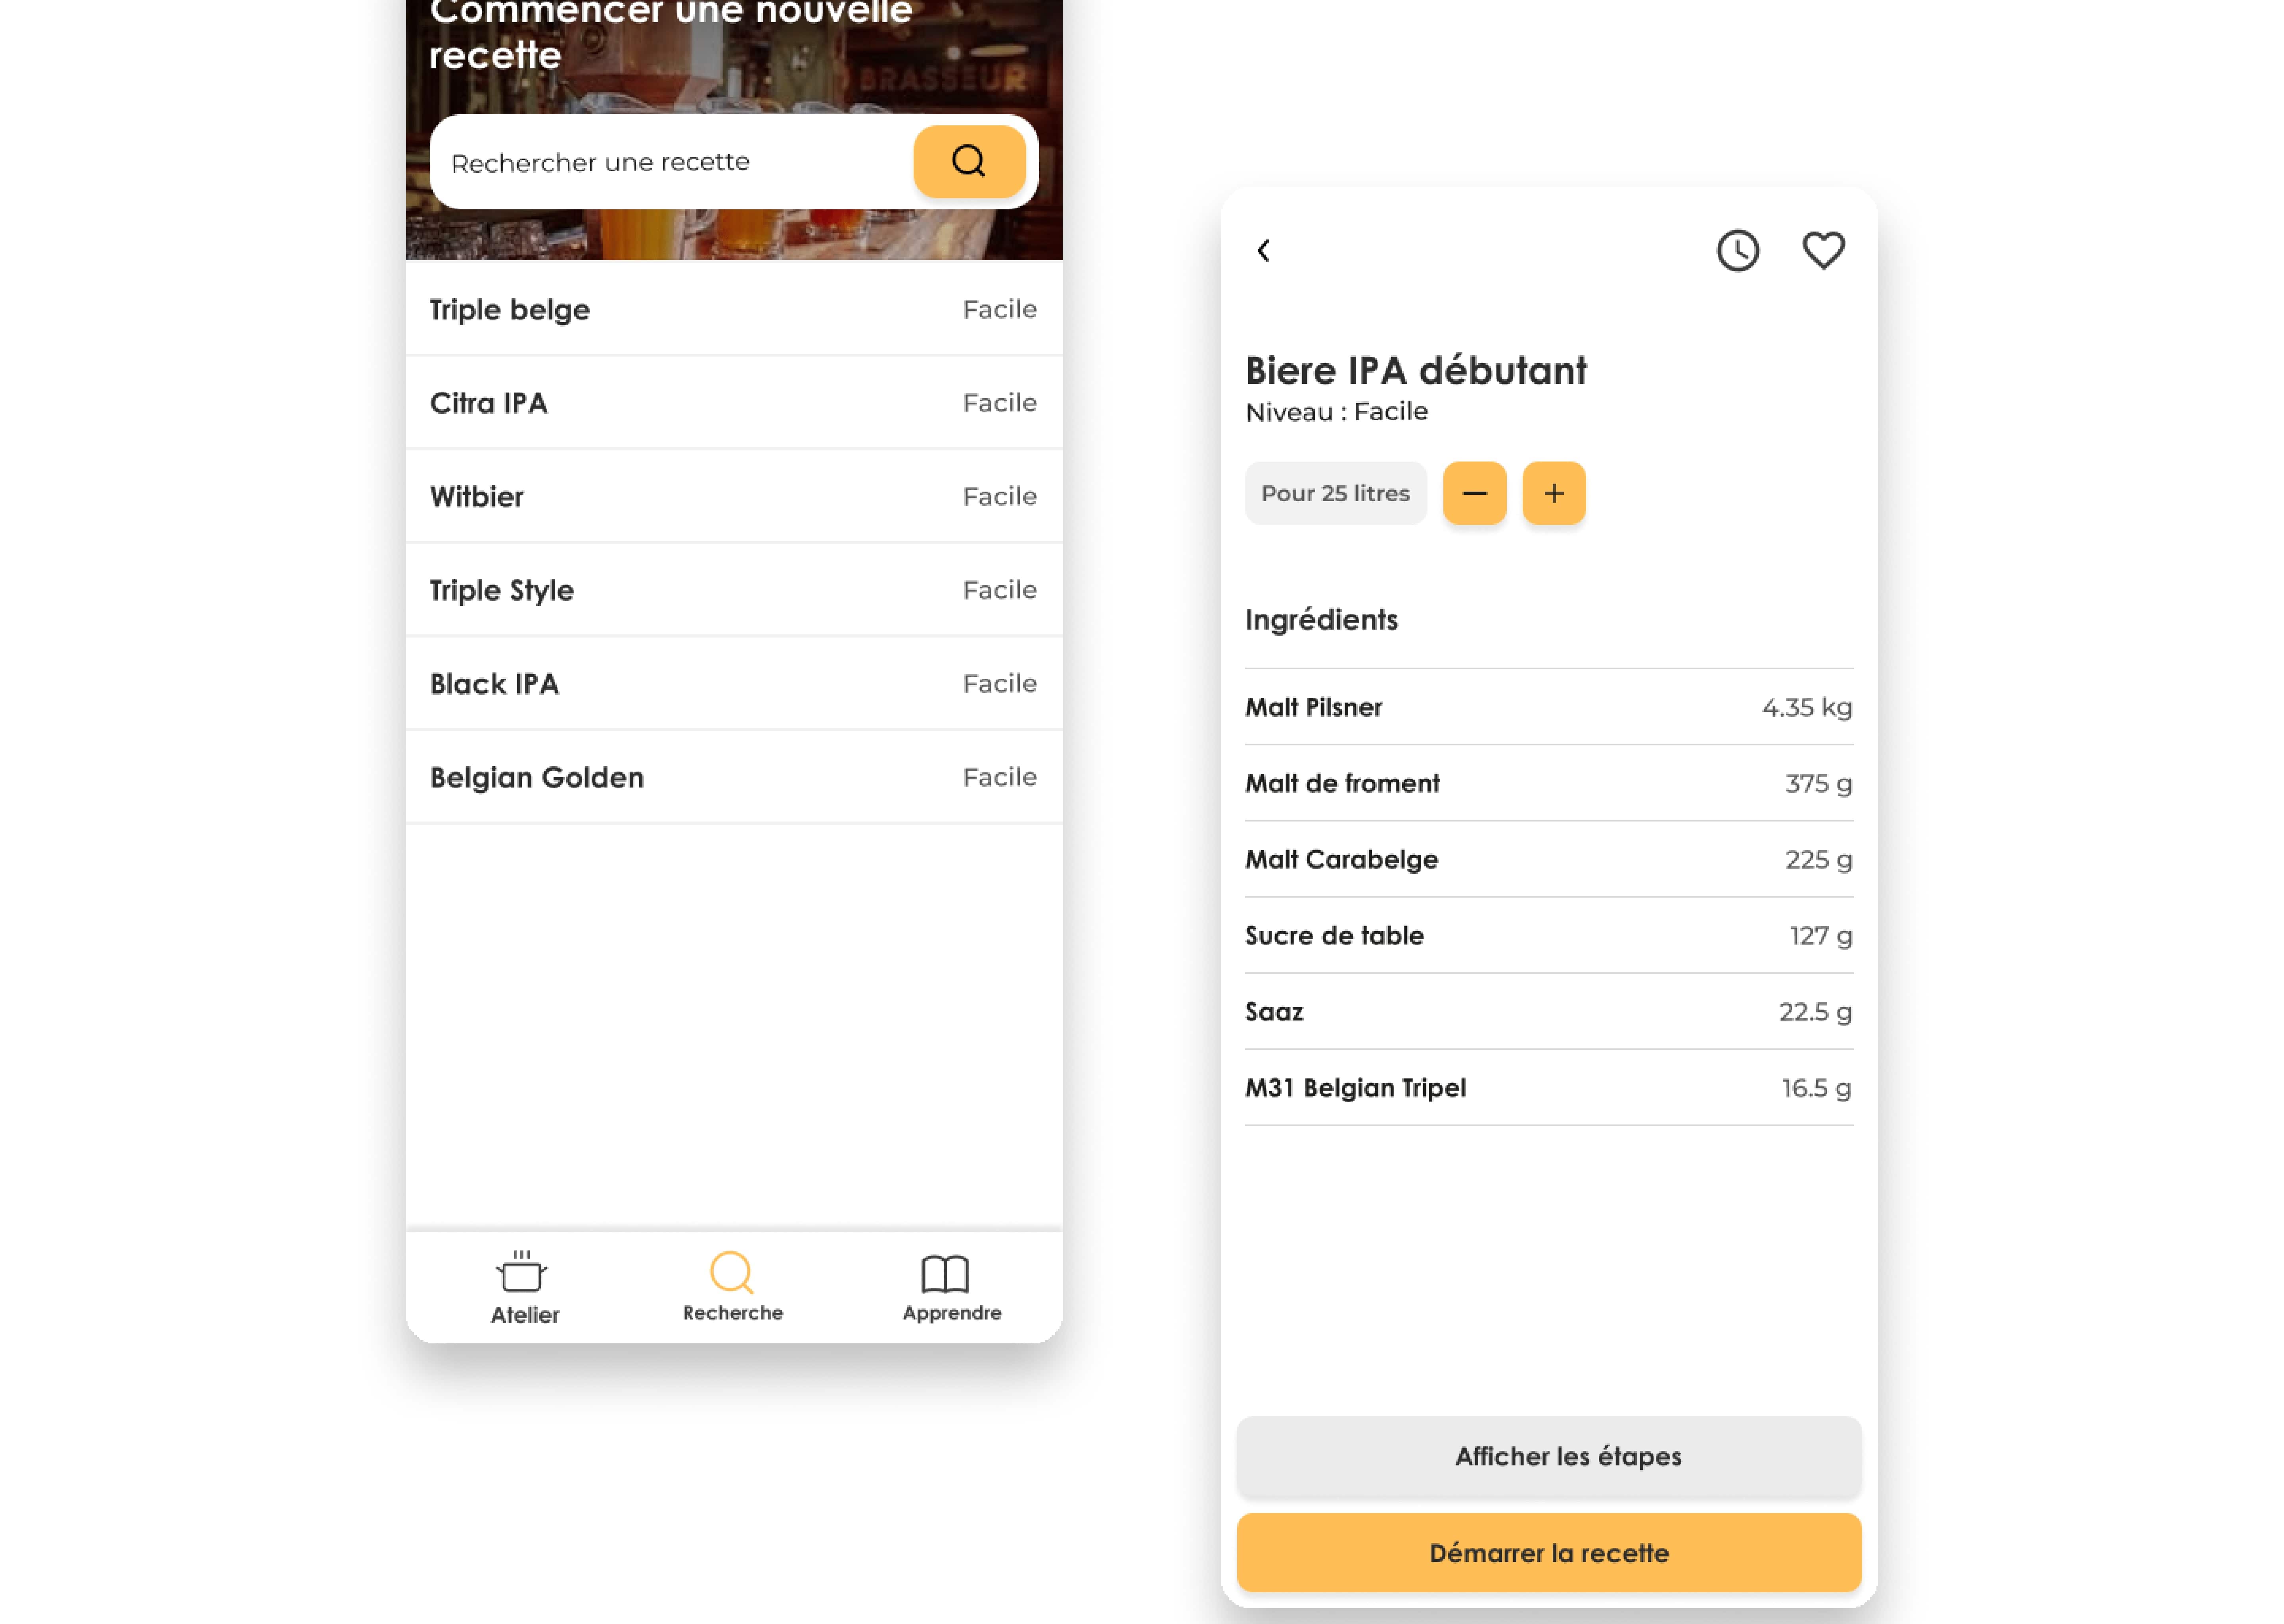 Commencer une nouvelle
recette
BRASSEUR
Rechercher une recette
Triple belge Facile
Citra IPA Facile
Witbier Facile
Triple Style Facile
Black IPA Facile
Belgian Golden Facile
Atelier Recherche Apprendre
Biere IPA débutant
Niveau : Facile
Pour 25 litres − +
Ingrédients
Malt Pilsner 4.35 kg
Malt de froment 375 g
Malt Carabelge 225 g
Sucre de table 127 g
Saaz 22.5 g
M31 Belgian Tripel 16.5 g
Afficher les étapes
Démarrer la recette